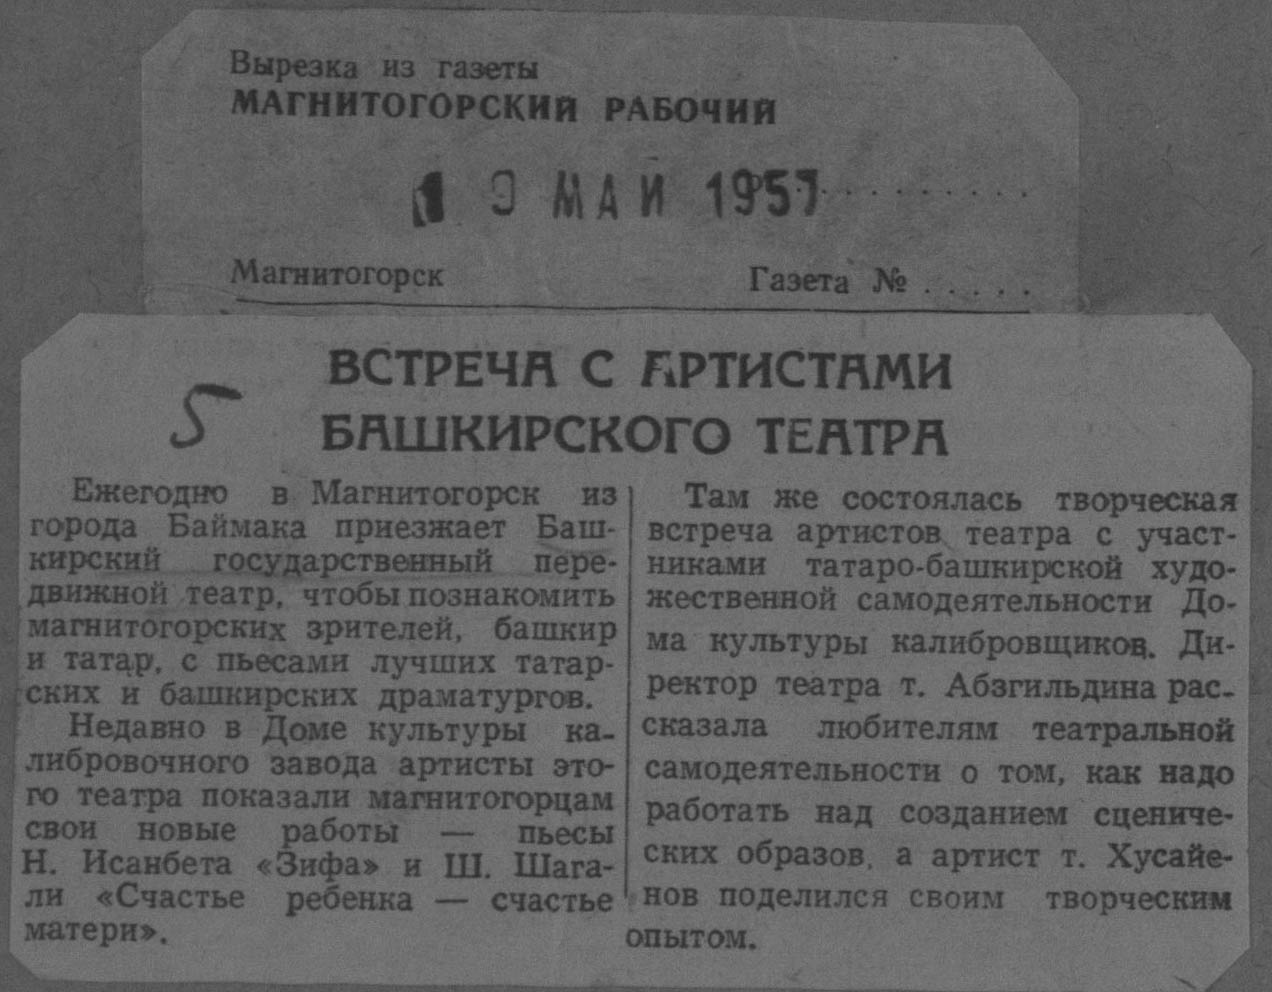 Вырезка из газеты
МАГНИТОГОРСКИЙ РАБОЧИЙ
19 МАЙ 1957
Магнитогорск Газета № . . . . .
5
ВСТРЕЧА С АРТИСТАМИ
БАШКИРСКОГО ТЕАТРА
Ежегодно в Магнитогорск из
города Баймака приезжает Баш-
кирский государственный пере-
движной театр, чтобы познакомить
магнитогорских зрителей, башкир
и татар, с пьесами лучших татар-
ских и башкирских драматургов.
Недавно в Доме культуры ка-
либровочного завода артисты это-
го театра показали магнитогорцам
свои новые работы — пьесы
Н. Исанбета «Зифа» и Ш. Шага-
ли «Счастье ребенка — счастье
матери».
Там же состоялась творческая
встреча артистов театра с участ-
никами татаро-башкирской худо-
жественной самодеятельности До-
ма культуры калибровщиков. Ди-
ректор театра т. Абзгильдина рас-
сказала любителям театральной
самодеятельности о том, как надо
работать над созданием сцениче-
ских образов, а артист т. Хусайе-
нов поделился своим творческим
опытом.